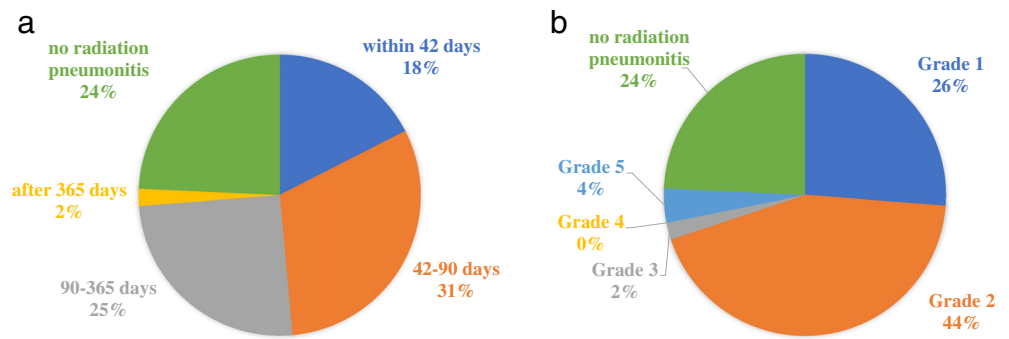 a
no radiation
pneumonitis
24%
within 42 days
18%
after 365 days
2%
90-365 days
25%
42-90 days
31%
b
no radiation
pneumonitis
24%
Grade 1
26%
Grade 5
4%
Grade 4
0%
Grade 3
2%
Grade 2
44%